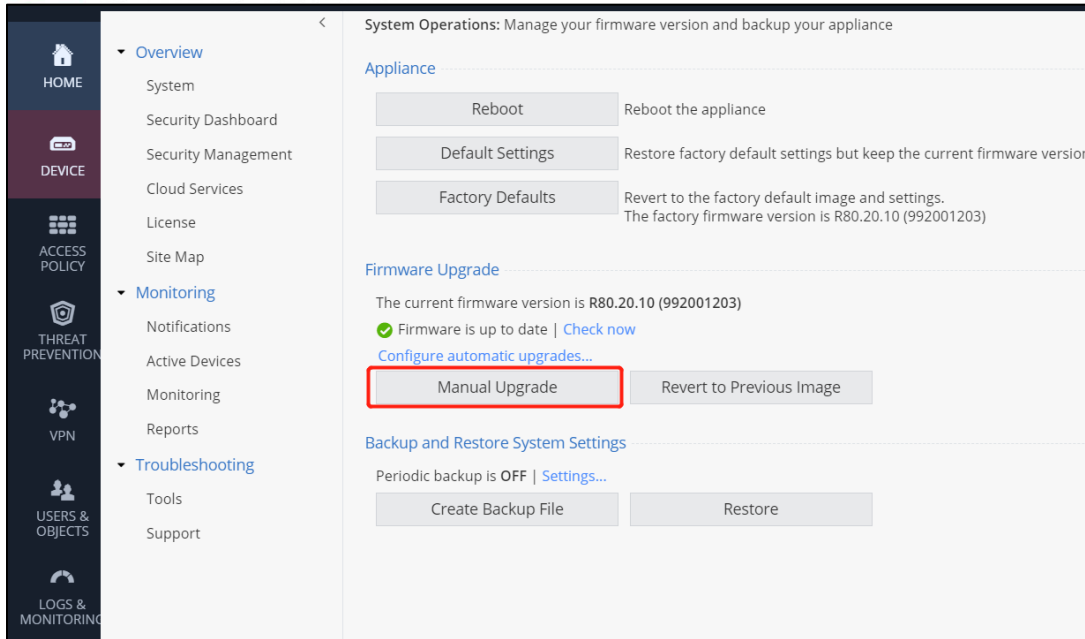 HOME
DEVICE
ACCESS
POLICY
THREAT
PREVENTION
VPN
USERS &
OBJECTS
LOGS &
MONITORING
Overview
System
Security Dashboard
Security Management
Cloud Services
License
Site Map
Monitoring
Notifications
Active Devices
Monitoring
Reports
Troubleshooting
Tools
Support
System Operations: Manage your firmware version and backup your appliance
Appliance
Reboot Reboot the appliance
Default Settings Restore factory default settings but keep the current firmware version
Factory Defaults Revert to the factory default image and settings.
The factory firmware version is R80.20.10 (992001203)
Firmware Upgrade
The current firmware version is R80.20.10 (992001203)
Firmware is up to date | Check now
Configure automatic upgrades...
Manual Upgrade Revert to Previous Image
Backup and Restore System Settings
Periodic backup is OFF | Settings...
Create Backup File Restore